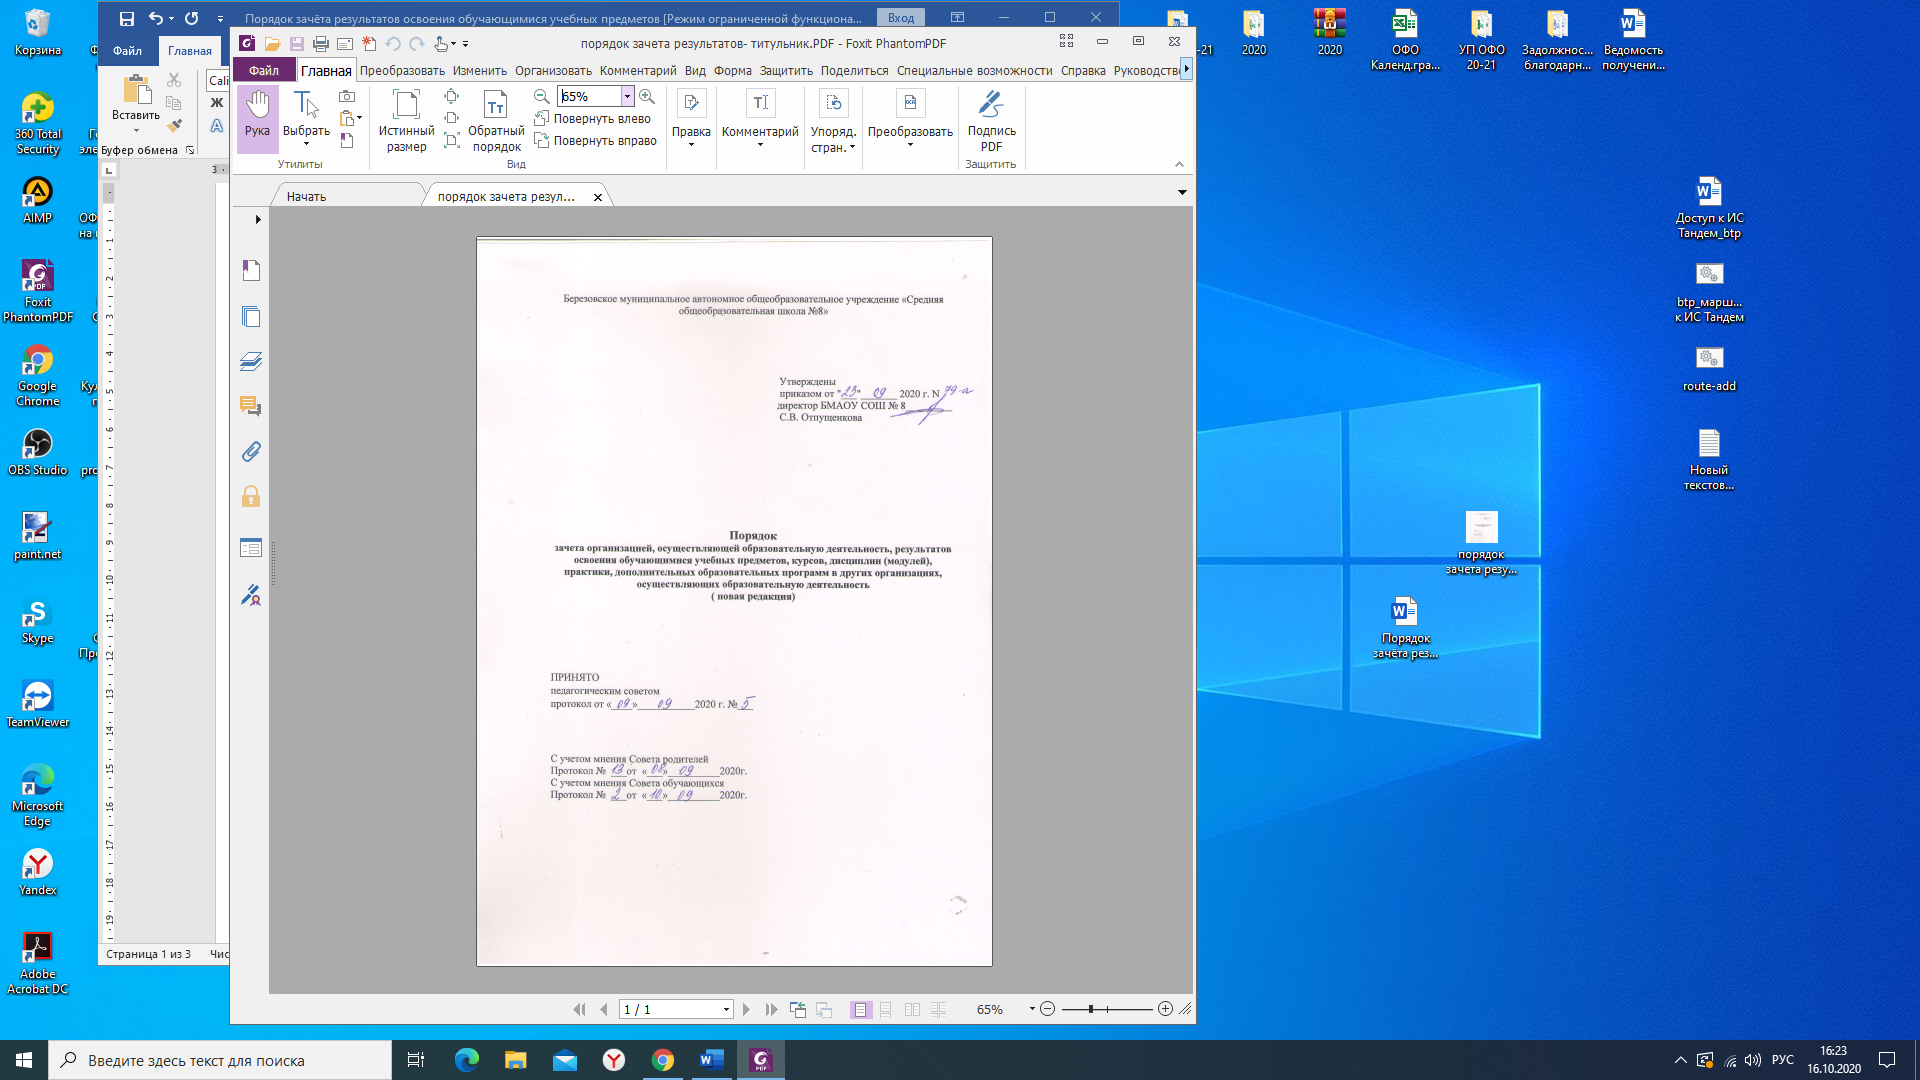 Корзина
360 Total
Security
AIMP
Foxit
PhantomPDF
Google
Chrome
OBS Studio
paint.net
Skype
TeamViewer
Microsoft
Edge
Yandex
Adobe
Acrobat DC
Порядок зачёта результатов освоения обучающимися учебных предметов [Режим ограниченной функциона...
Вход
Файл
Главная
Вставить
Буфер обмена
Cali
Ж
Страница 1 из 3
Чис
порядок зачета результатов- титульник.PDF - Foxit PhantomPDF
Файл
Главная
Преобразовать
Изменить
Организовать
Комментарий
Вид
Форма
Защитить
Поделиться
Специальные возможности
Справка
Руководств
Рука
Выбрать
Утилиты
Истинный
размер
Обратный
порядок
65%
Повернуть влево
Повернуть вправо
Вид
Правка
Комментарий
Упоряд.
стран.
Преобразовать
Подпись
PDF
Защитить
Начать
порядок зачета резул...
Березовское муниципальное автономное общеобразовательное учреждение «Средняя
общеобразовательная школа №8»
Утверждены
приказом от "23" 09 2020 г. N 79-а
директор БМАОУ СОШ № 8
С.В. Отпущенкова
Порядок
зачета организацией, осуществляющей образовательную деятельность, результатов
освоения обучающимися учебных предметов, курсов, дисциплин (модулей),
практики, дополнительных образовательных программ в других организациях,
осуществляющих образовательную деятельность
( новая редакция)
ПРИНЯТО
педагогическим советом
протокол от «09» 09 2020 г. № 5
С учетом мнения Совета родителей
Протокол № 13 от «08» 09 2020г.
С учетом мнения Совета обучающихся
Протокол № 2 от «10» 09 2020г.
1 / 1
65%
-21
2020
2020
ОФО
Календ.гра...
УП ОФО
20-21
Задолжнос...
благодарн...
Ведомость
получени...
Доступ к ИС
Тандем_btp
btp_марш...
к ИС Тандем
route-add
Новый
текстов...
порядок
зачета резу...
Порядок
зачёта рез...
Введите здесь текст для поиска
РУС
16:23
16.10.2020